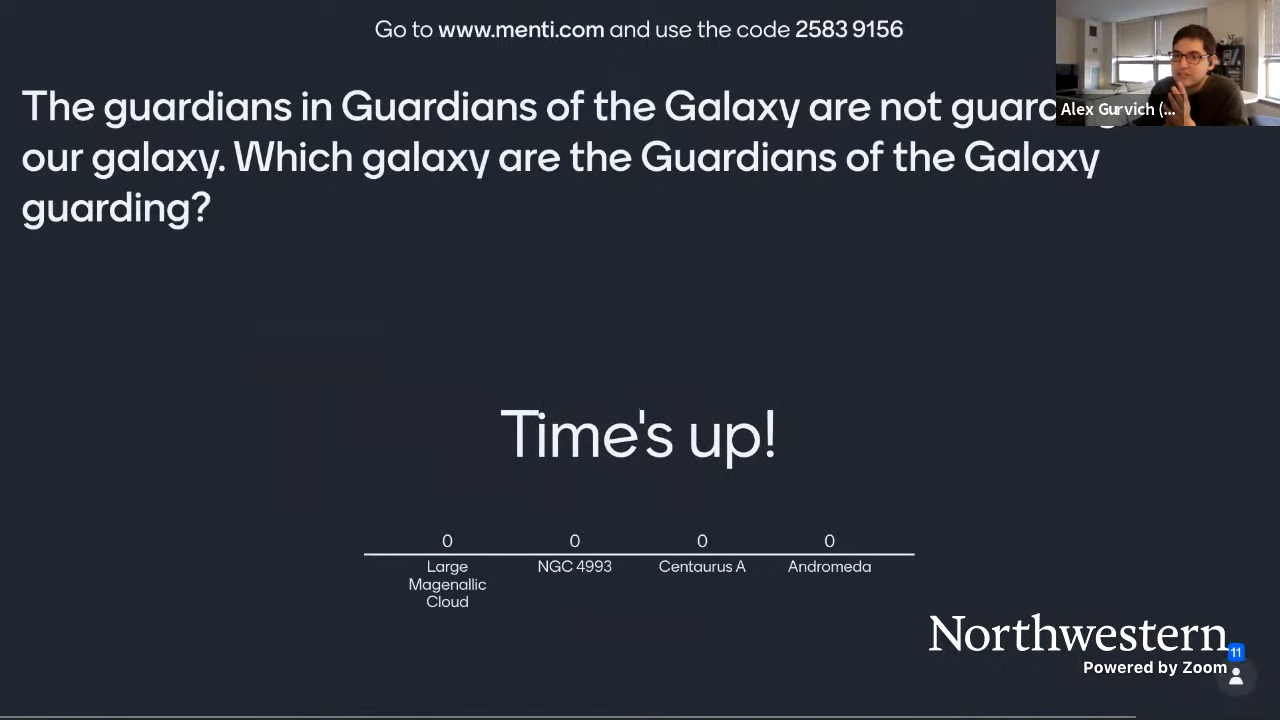 Go to www.menti.com and use the code 2583 9156
The guardians in Guardians of the Galaxy are not
our galaxy. Which galaxy are the Guardians of the Galaxy
guarding?
Alex Gurvich (...
Time's up!
0 0 0 0
Large Magenallic Cloud
NGC 4993
Centaurus A
Andromeda
Northwestern
11
Powered by Zoom